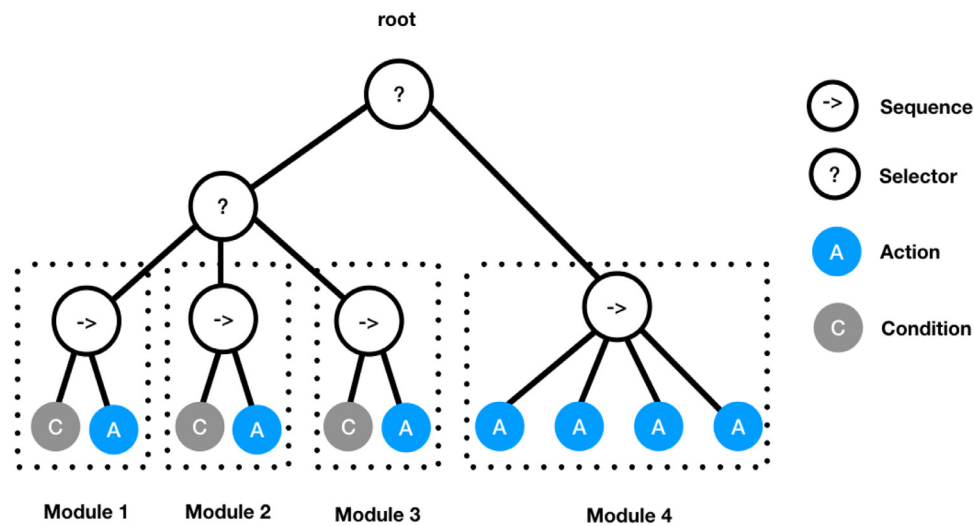 root
?
-> Sequence
? Selector
?
A Action
-> -> -> ->
C Condition
C A C A C A A A A A
Module 1 Module 2 Module 3 Module 4